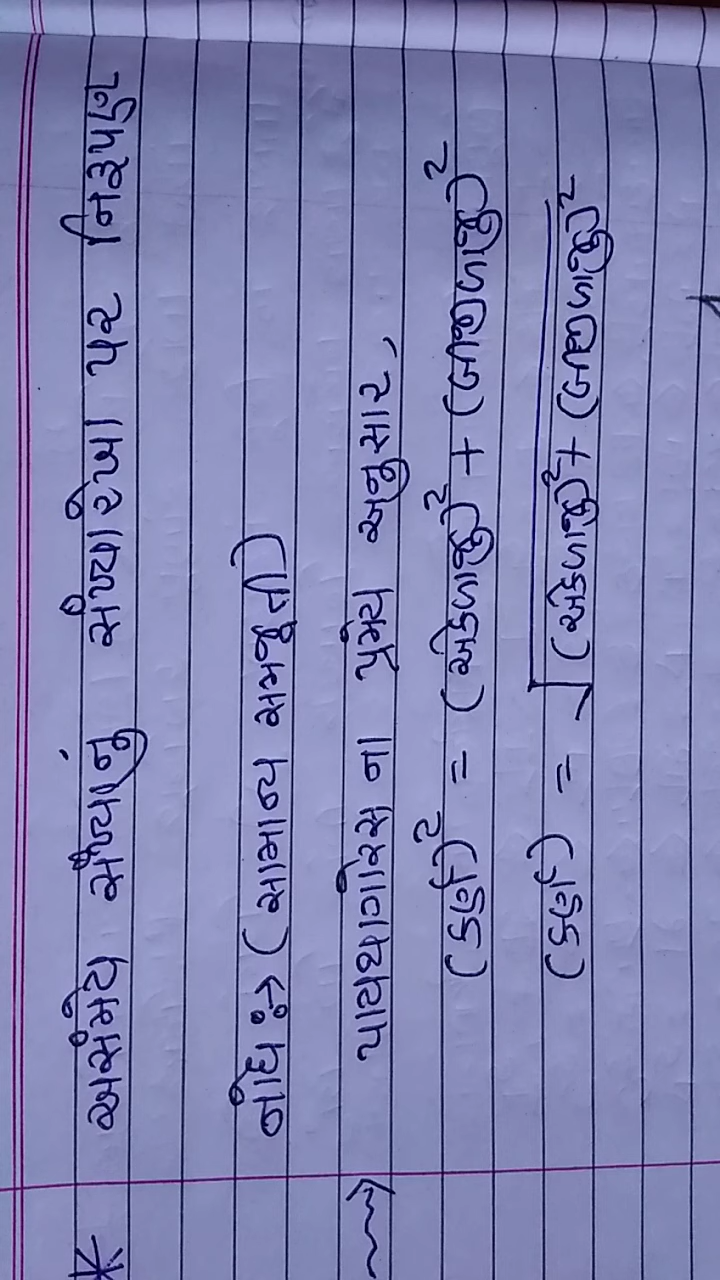 * અસંમેય સંખ્યાનું સંખ્યારેખા પર નિરૂપણ
નોંધ :→ (સામાન્ય સમજૂતી)
~~> પાયથાગોરસ ના પ્રમેય અનુસાર,
(કર્ણ)² = (એકબાજુ)² + (બીજીબાજુ)²
(કર્ણ) = √(એકબાજુ)² + (બીજીબાજુ)²